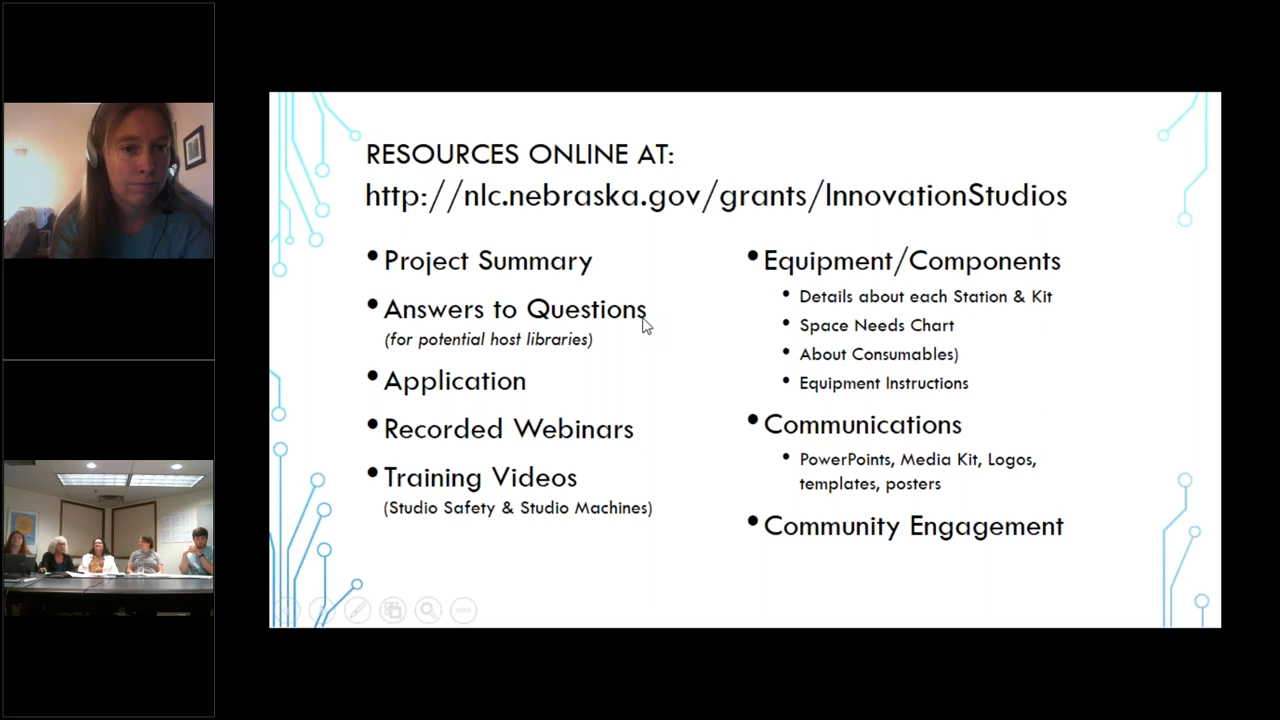 RESOURCES ONLINE AT:
http://nlc.nebraska.gov/grants/InnovationStudios
• Project Summary
• Answers to Questions
(for potential host libraries)
• Application
• Recorded Webinars
• Training Videos
(Studio Safety & Studio Machines)
• Equipment/Components
• Details about each Station & Kit
• Space Needs Chart
• About Consumables)
• Equipment Instructions
• Communications
• PowerPoints, Media Kit, Logos,
templates, posters
• Community Engagement